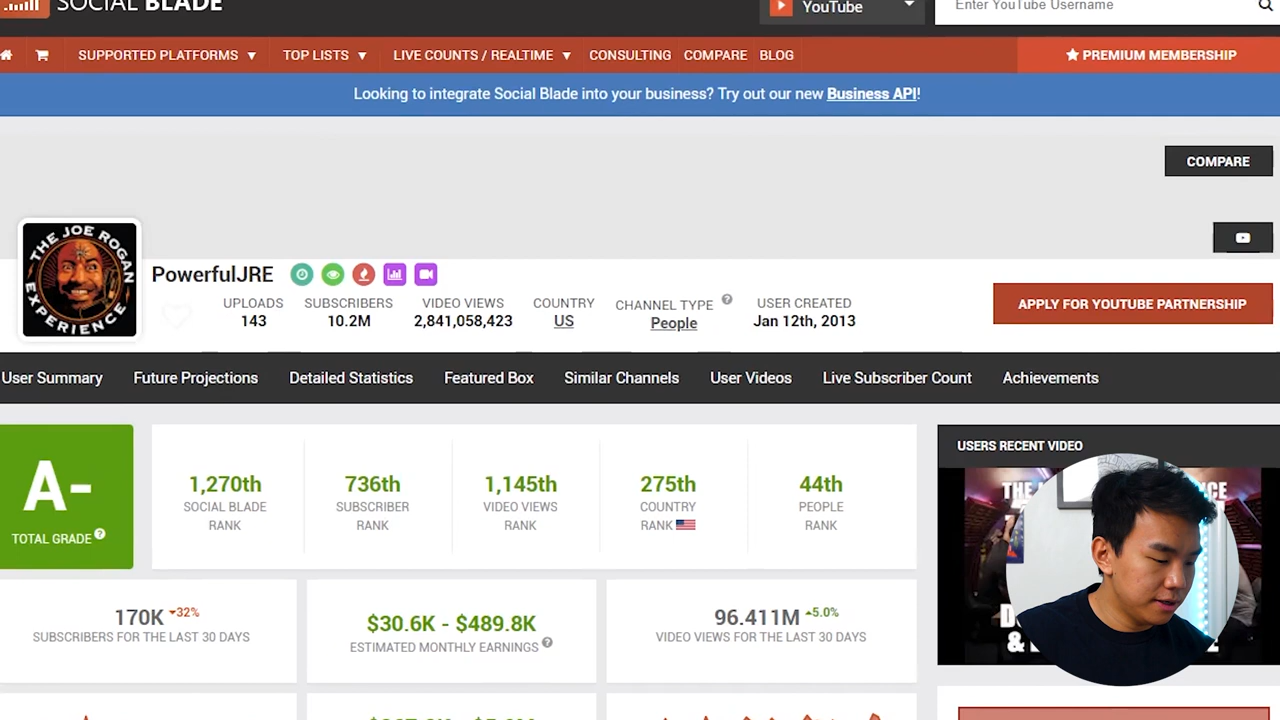 SOCIAL BLADE
YouTube
Enter YouTube Username
SUPPORTED PLATFORMS
TOP LISTS
LIVE COUNTS / REALTIME
CONSULTING
COMPARE
BLOG
PREMIUM MEMBERSHIP
Looking to integrate Social Blade into your business? Try out our new Business API!
COMPARE
THE JOE ROGAN EXPERIENCE
PowerfulJRE
UPLOADS
143
SUBSCRIBERS
10.2M
VIDEO VIEWS
2,841,058,423
COUNTRY
US
CHANNEL TYPE ?
People
USER CREATED
Jan 12th, 2013
APPLY FOR YOUTUBE PARTNERSHIP
User Summary
Future Projections
Detailed Statistics
Featured Box
Similar Channels
User Videos
Live Subscriber Count
Achievements
A-
TOTAL GRADE ?
1,270th
SOCIAL BLADE
RANK
736th
SUBSCRIBER
RANK
1,145th
VIDEO VIEWS
RANK
275th
COUNTRY
RANK
44th
PEOPLE
RANK
USERS RECENT VIDEO
170K 32%
SUBSCRIBERS FOR THE LAST 30 DAYS
$30.6K - $489.8K
ESTIMATED MONTHLY EARNINGS ?
96.411M 5.0%
VIDEO VIEWS FOR THE LAST 30 DAYS